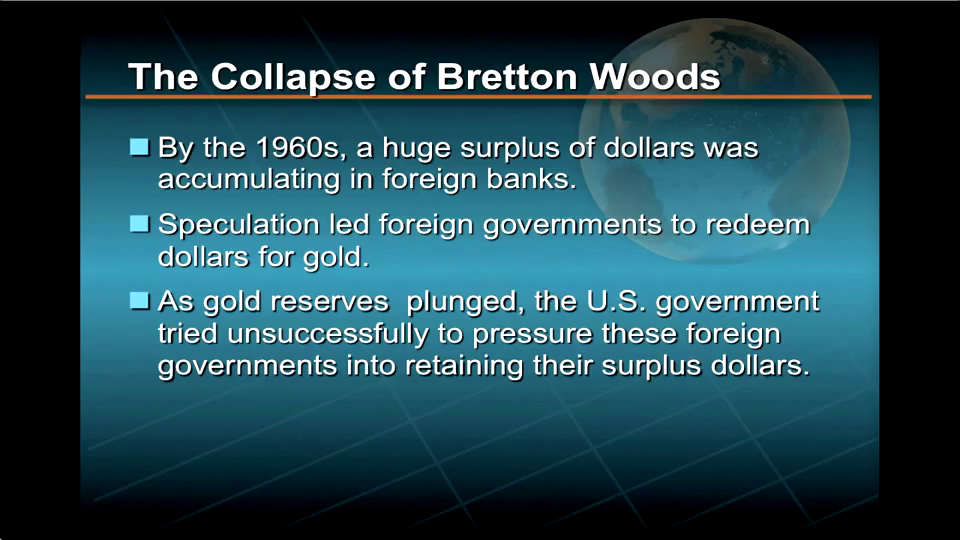 The Collapse of Bretton Woods
By the 1960s, a huge surplus of dollars was
accumulating in foreign banks.
Speculation led foreign governments to redeem
dollars for gold.
As gold reserves  plunged, the U.S. government
tried unsuccessfully to pressure these foreign
governments into retaining their surplus dollars.